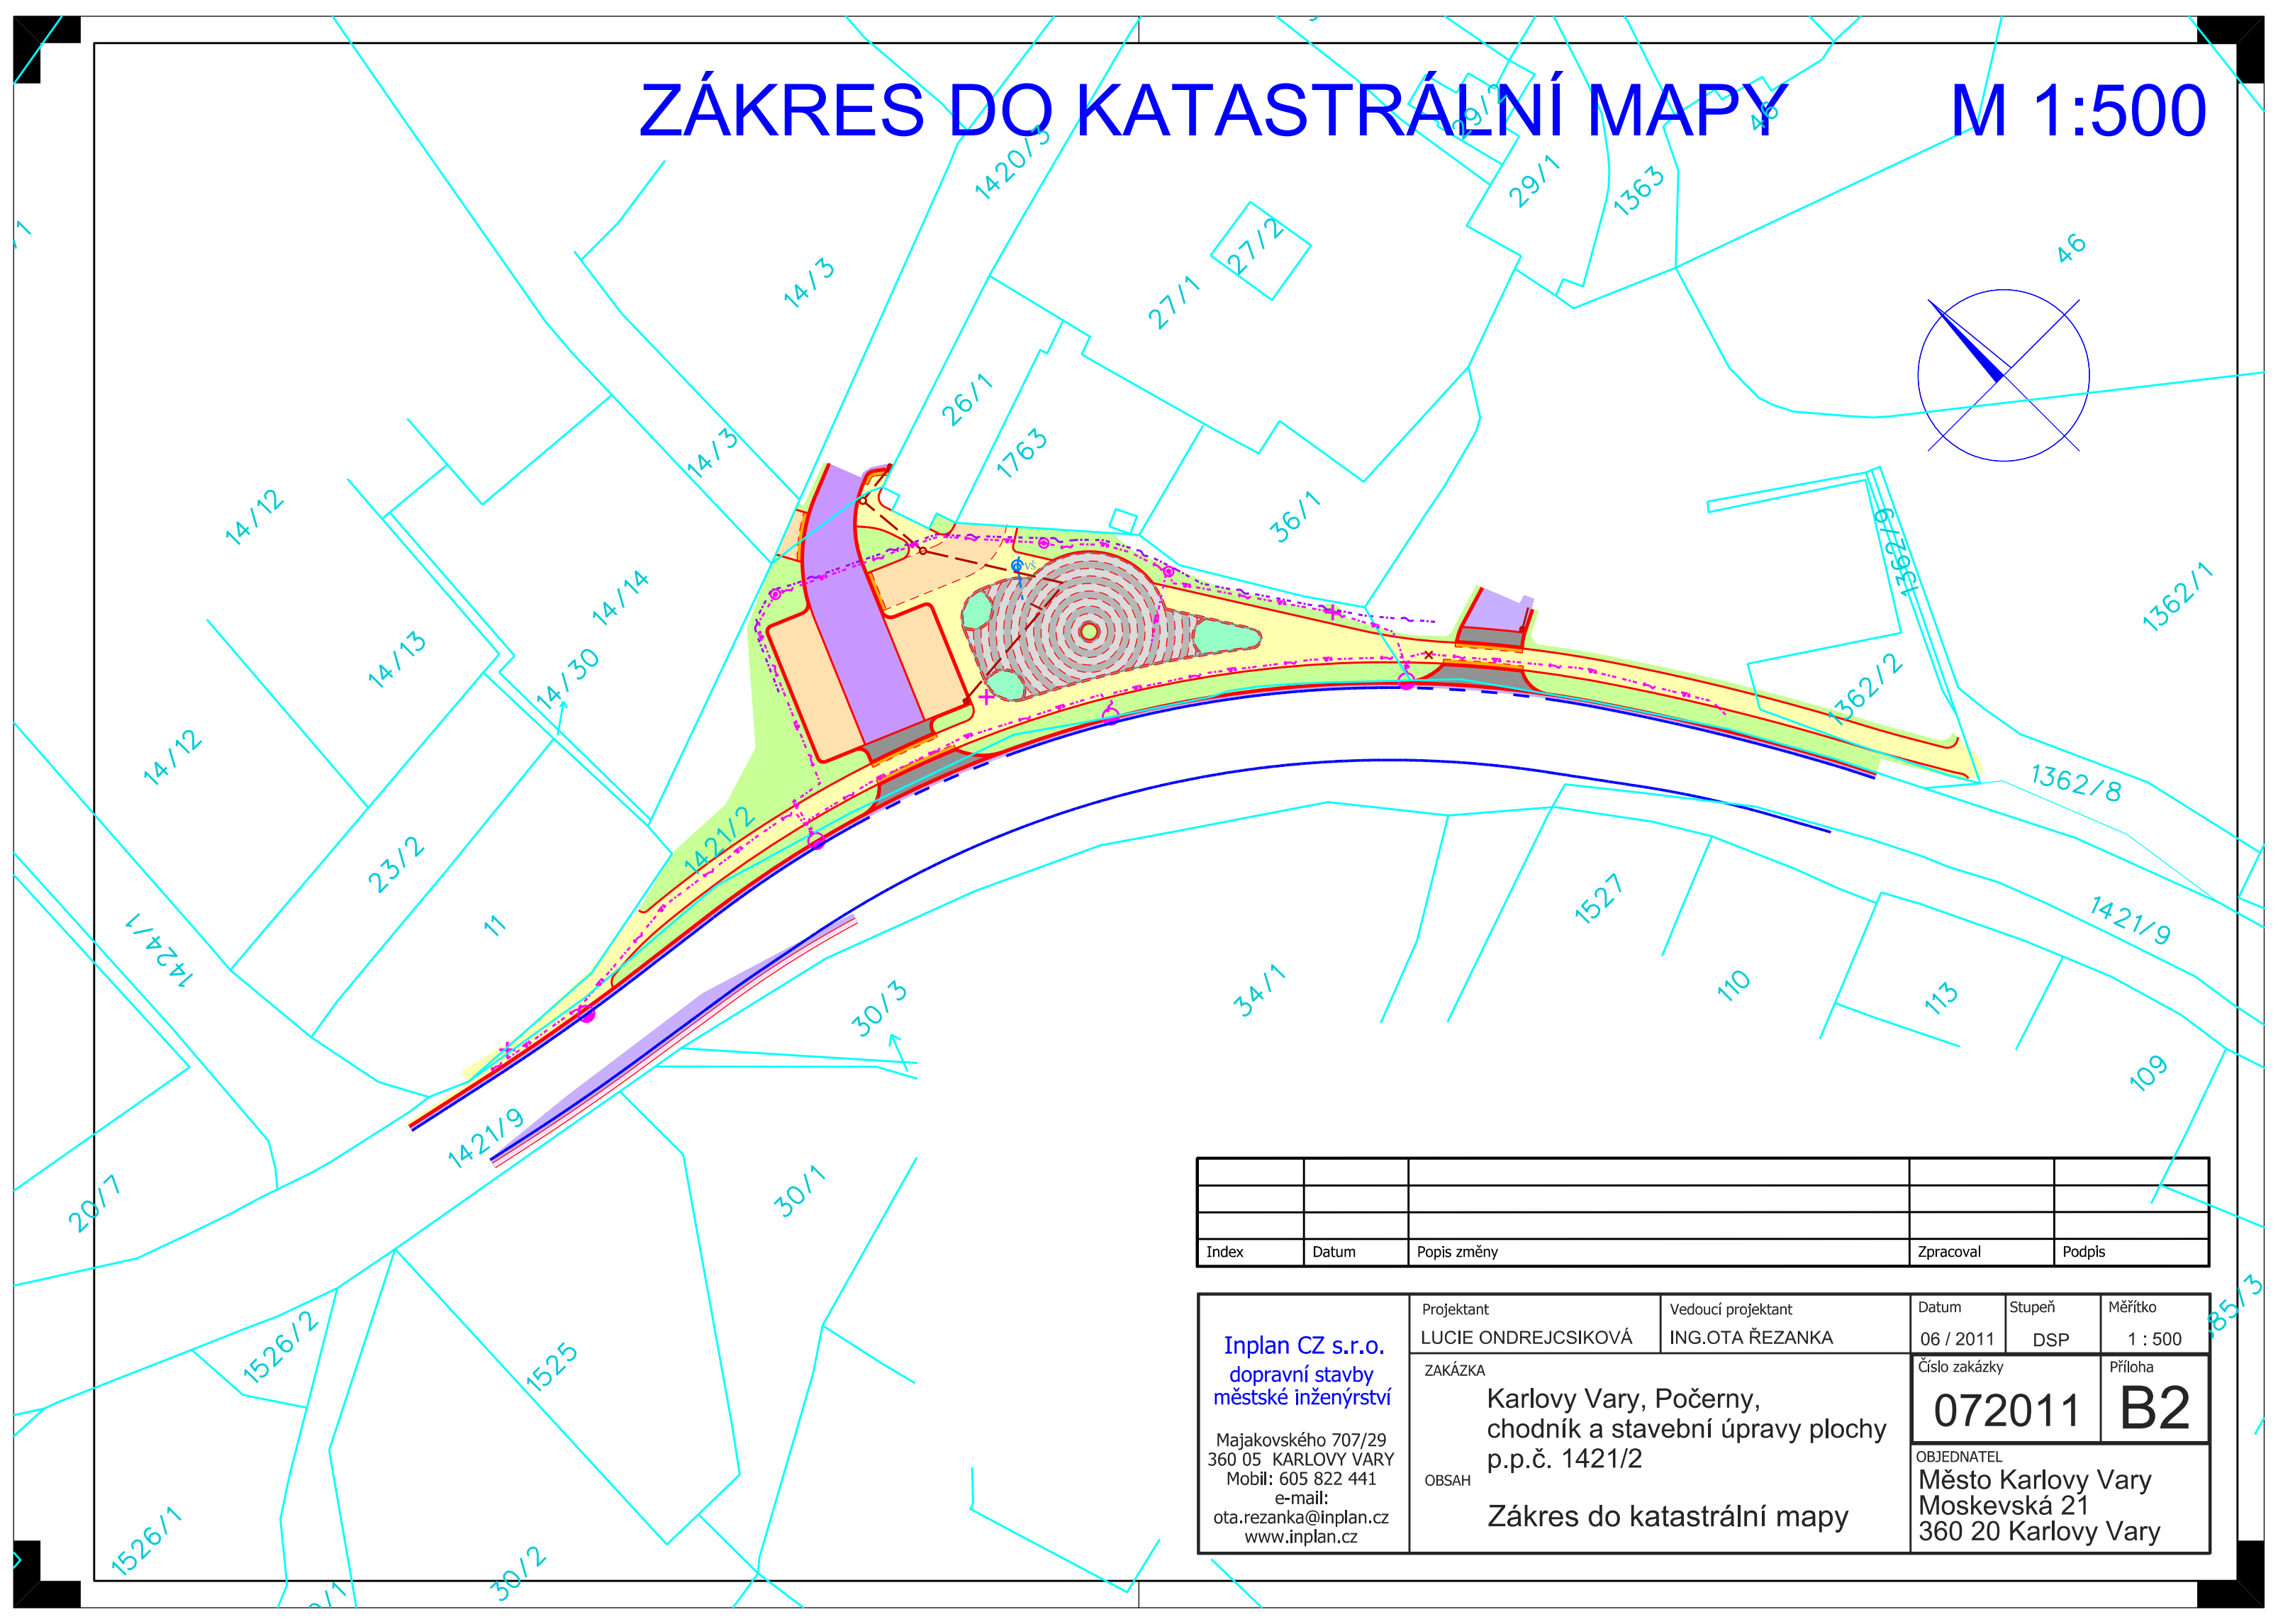 ZÁKRES DO KATASTRÁLNÍ MAPY M 1:500
29/3
46
1420/3
29/1
1363
27/2
46
14/3
27/1
26/1
14/3
1763
14/12
36/1
1362/9
14/14
1362/1
14/13
14/30
VŠ
1362/2
14/12
1362/8
1421/2
23/2
1527
1421/9
11
1424/1
34/1
110
113
30/3
109
1421/9
20/7
30/1
1526/2
1525
1526/1
30/2
Index Datum Popis změny Zpracoval Podpis
Inplan CZ s.r.o.
dopravní stavby
městské inženýrství
Majakovského 707/29
360 05 KARLOVY VARY
Mobil: 605 822 441
e-mail:
ota.rezanka@inplan.cz
www.inplan.cz
Projektant
LUCIE ONDREJCSIKOVÁ
Vedoucí projektant
ING.OTA ŘEZANKA
Datum
06 / 2011
Stupeň
DSP
Měřítko
1 : 500
ZAKÁZKA
Karlovy Vary, Počerny,
chodník a stavební úpravy plochy
p.p.č. 1421/2
OBSAH
Zákres do katastrální mapy
Číslo zakázky
072011
Příloha
B2
OBJEDNATEL
Město Karlovy Vary
Moskevská 21
360 20 Karlovy Vary